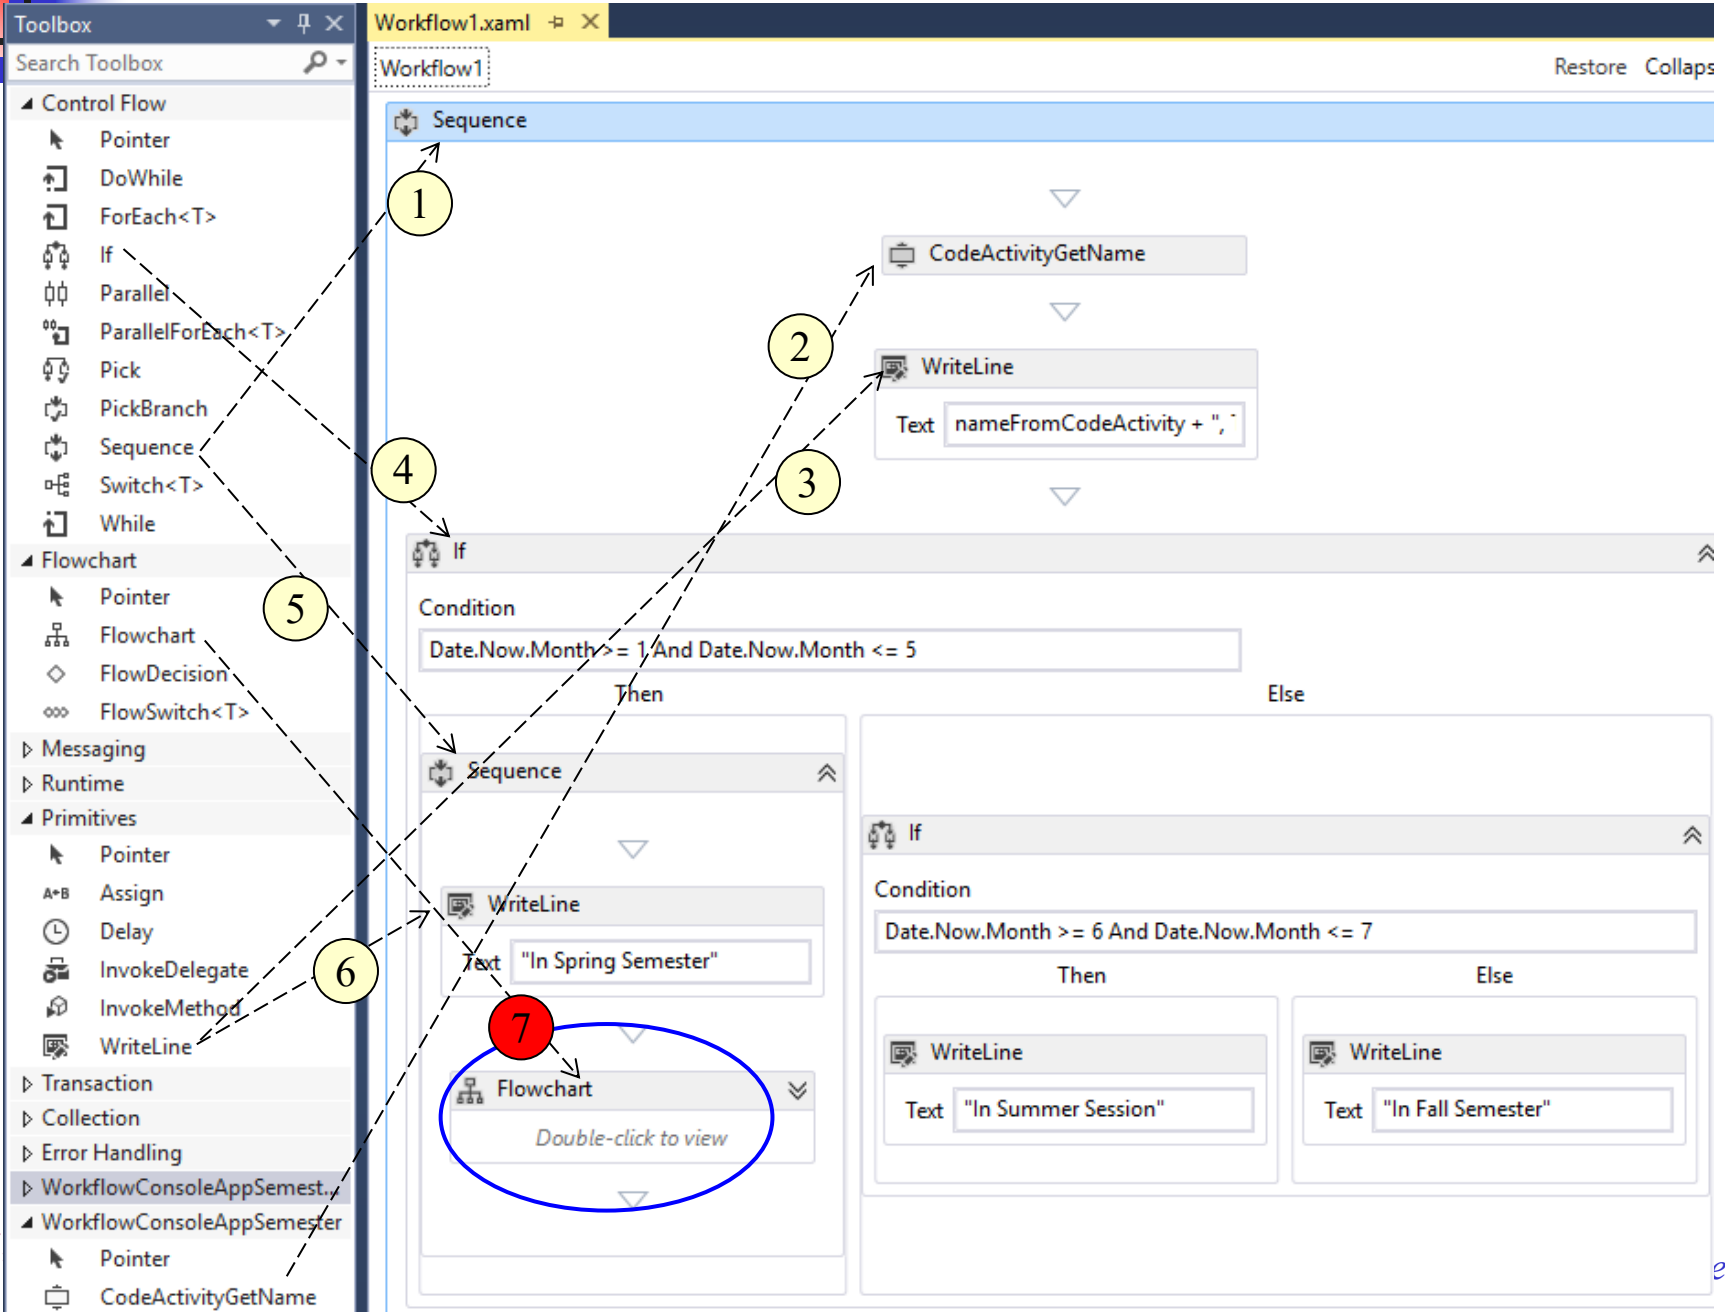 Toolbox
Search Toolbox
Control Flow
Pointer
DoWhile
ForEach<T>
If
Parallel
ParallelForEach<T>
Pick
PickBranch
Sequence
Switch<T>
While
Flowchart
Pointer
Flowchart
FlowDecision
FlowSwitch<T>
Messaging
Runtime
Primitives
Pointer
A+B Assign
Delay
InvokeDelegate
InvokeMethod
WriteLine
Transaction
Collection
Error Handling
WorkflowConsoleAppSemest...
WorkflowConsoleAppSemester
Pointer
CodeActivityGetName
Workflow1.xaml
Workflow1
Restore Collaps
Sequence
1
CodeActivityGetName
2
WriteLine
Text nameFromCodeActivity + ",
3
4
If
Condition
5
Date.Now.Month >= 1 And Date.Now.Month <= 5
Then Else
Sequence
WriteLine
Text "In Spring Semester"
6
7
Flowchart
Double-click to view
If
Condition
Date.Now.Month >= 6 And Date.Now.Month <= 7
Then Else
WriteLine
Text "In Summer Session"
WriteLine
Text "In Fall Semester"
e